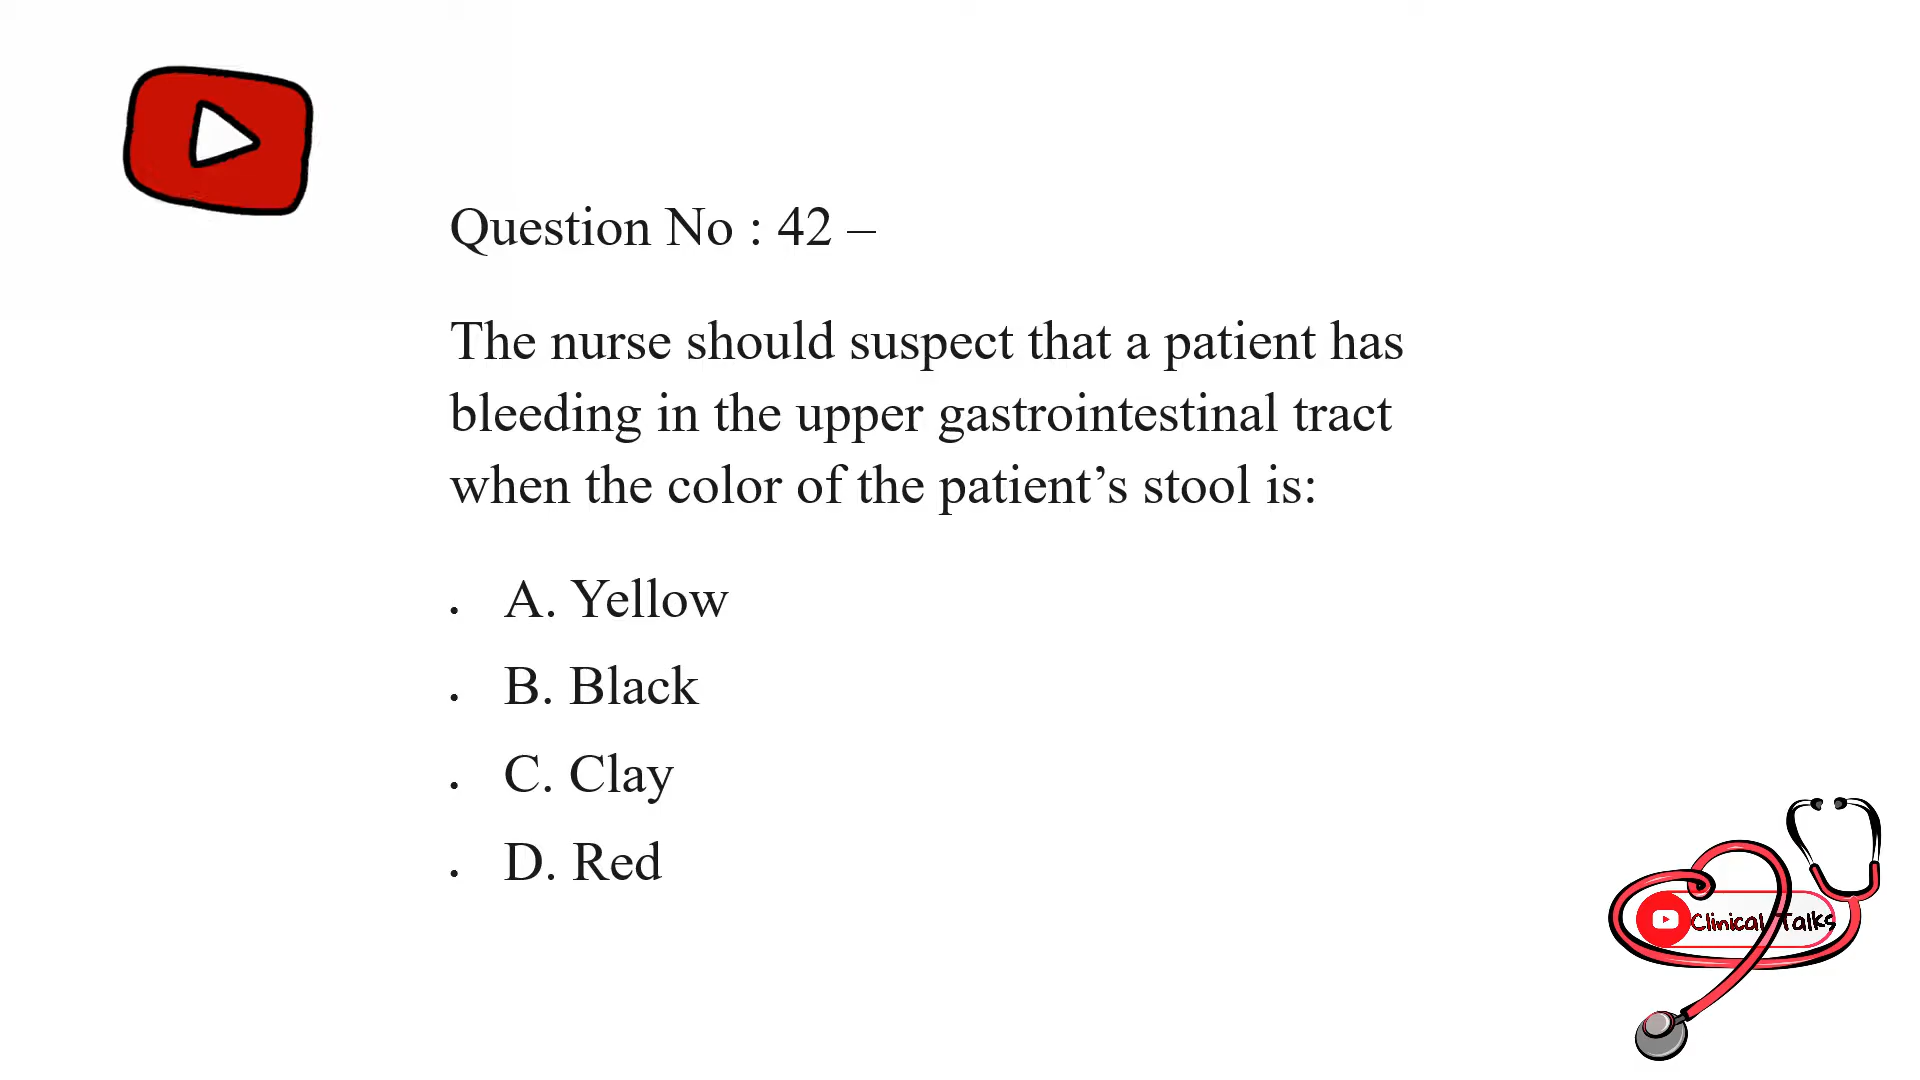 Question No : 42 –
The nurse should suspect that a patient has
bleeding in the upper gastrointestinal tract
when the color of the patient’s stool is:
• A. Yellow
• B. Black
• C. Clay
• D. Red
Clinical Talks